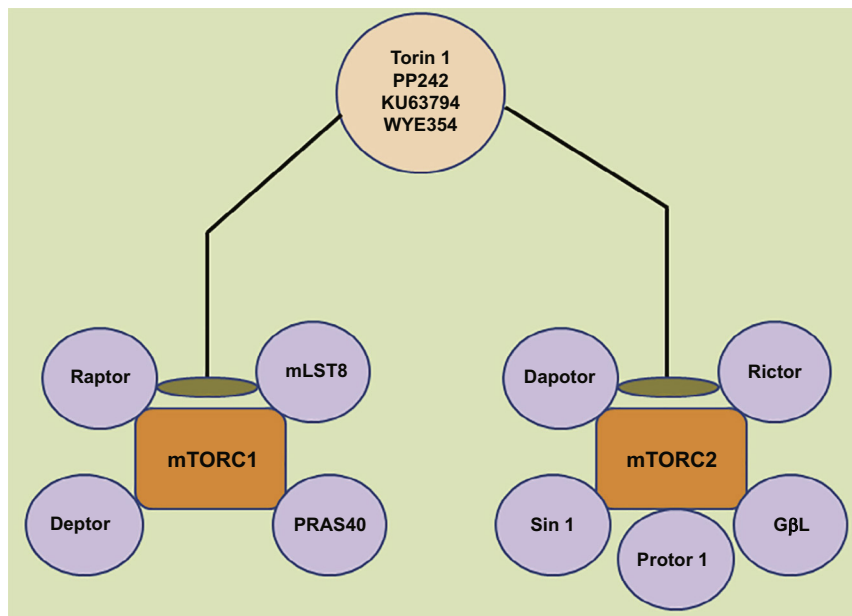 Torin 1
PP242
KU63794
WYE354
Raptor
mLST8
mTORC1
Deptor
PRAS40
Dapotor
Rictor
mTORC2
Sin 1
GβL
Protor 1